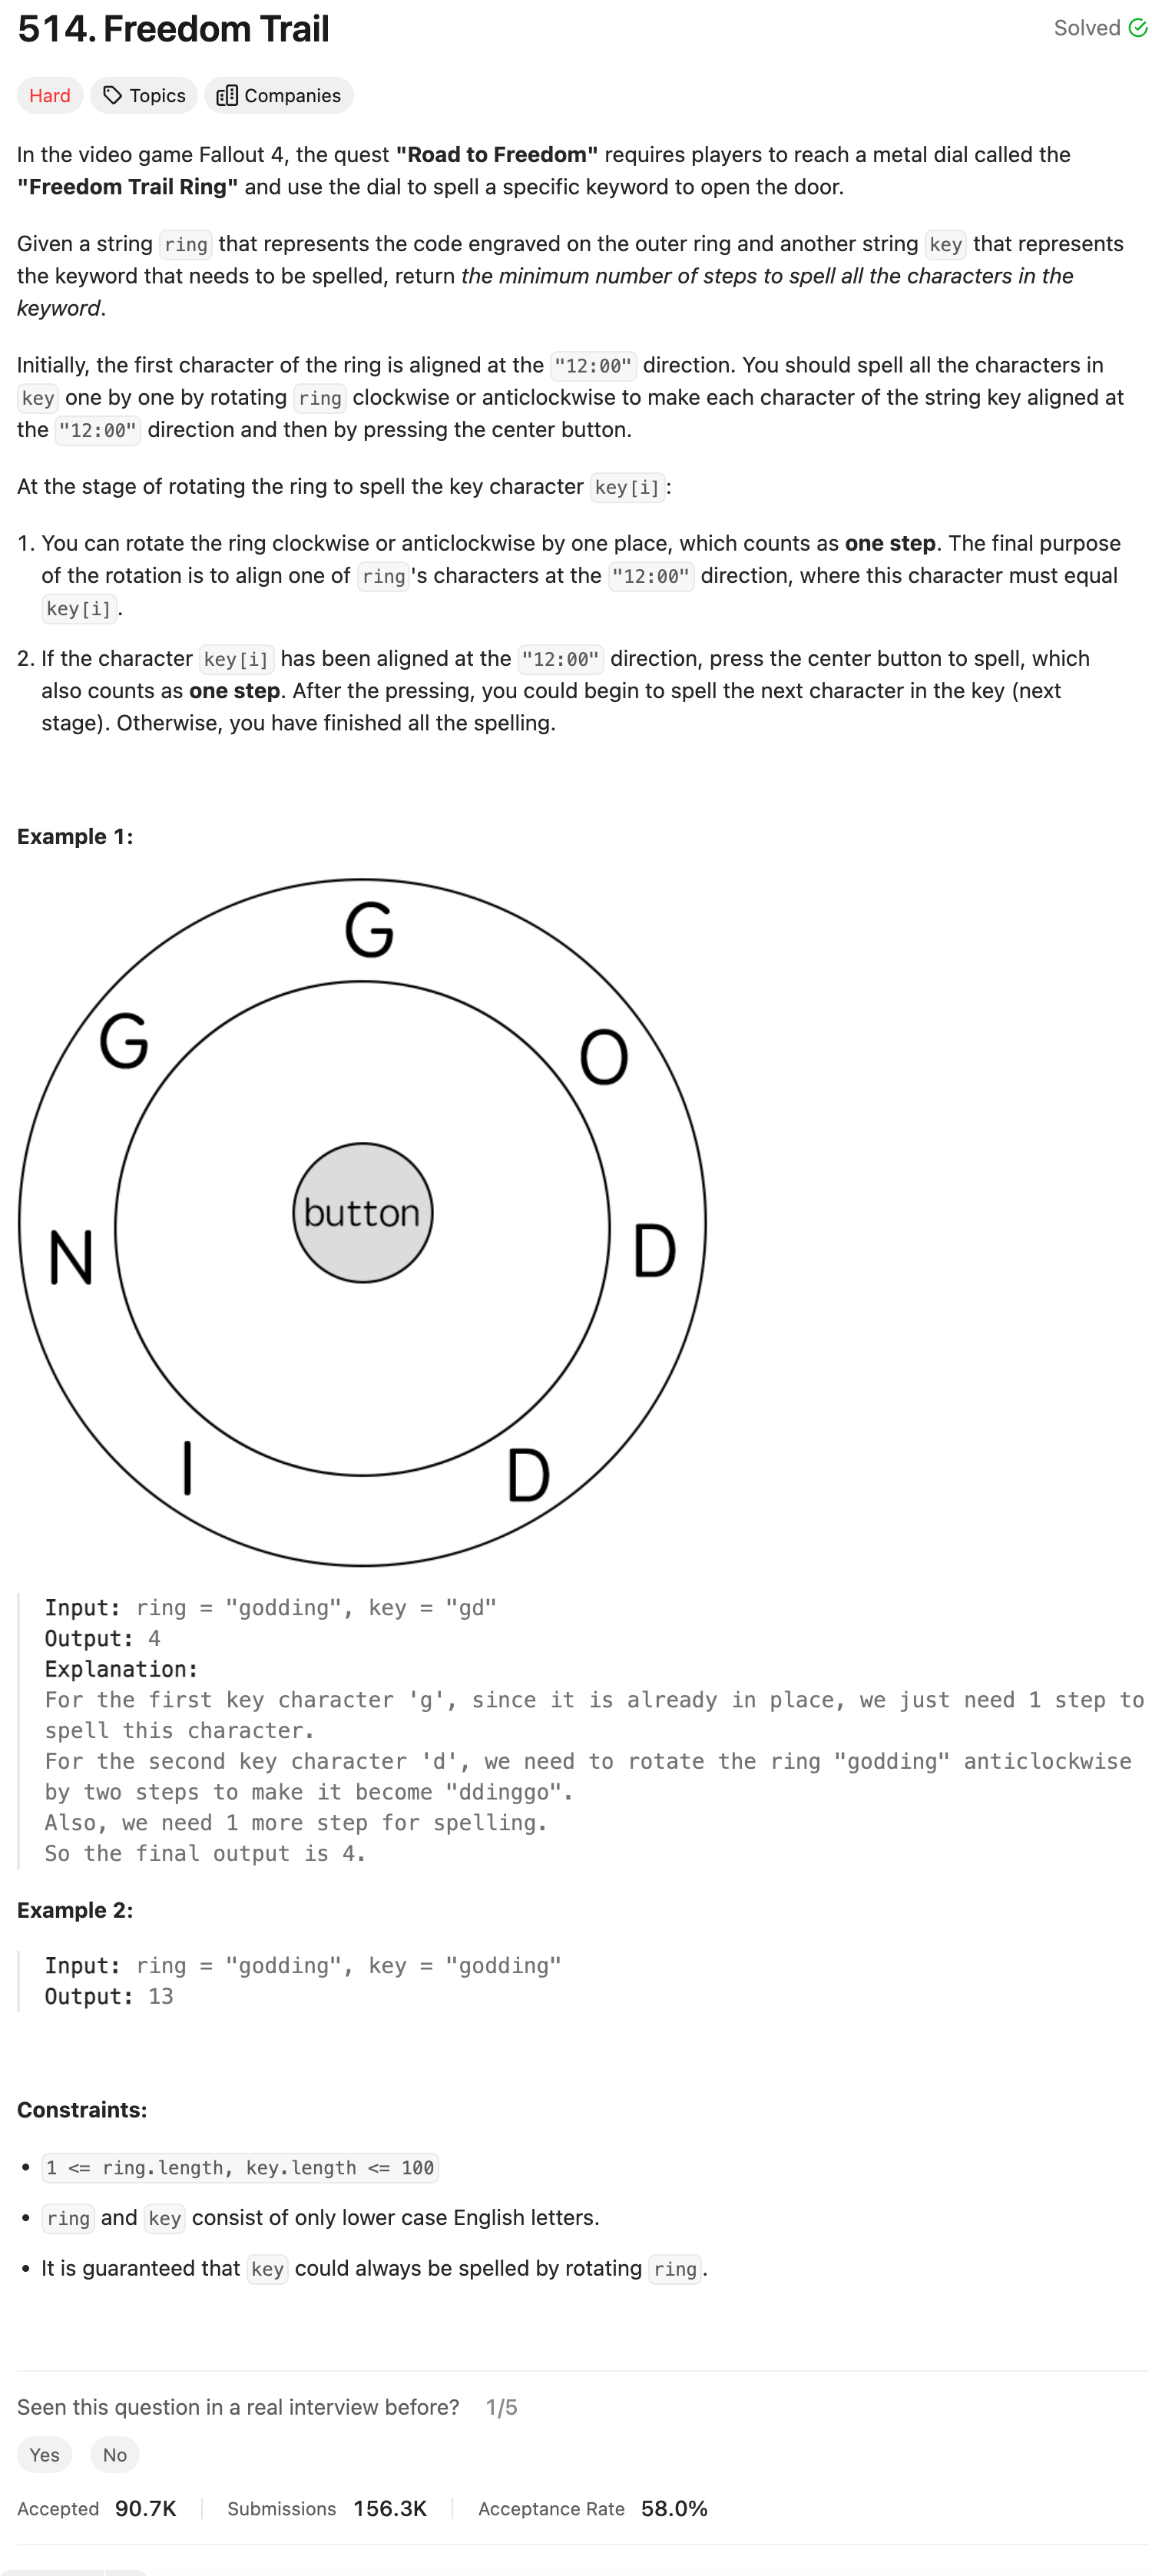 514. Freedom Trail
Solved
Hard
Topics
Companies
In the video game Fallout 4, the quest "Road to Freedom" requires players to reach a metal dial called the
"Freedom Trail Ring" and use the dial to spell a specific keyword to open the door.
Given a string ring that represents the code engraved on the outer ring and another string key that represents
the keyword that needs to be spelled, return the minimum number of steps to spell all the characters in the
keyword.
Initially, the first character of the ring is aligned at the "12:00" direction. You should spell all the characters in
key one by one by rotating ring clockwise or anticlockwise to make each character of the string key aligned at
the "12:00" direction and then by pressing the center button.
At the stage of rotating the ring to spell the key character key[i]:
1. You can rotate the ring clockwise or anticlockwise by one place, which counts as one step. The final purpose
of the rotation is to align one of ring's characters at the "12:00" direction, where this character must equal
key[i].
2. If the character key[i] has been aligned at the "12:00" direction, press the center button to spell, which
also counts as one step. After the pressing, you could begin to spell the next character in the key (next
stage). Otherwise, you have finished all the spelling.
Example 1:
G
G
O
button
N
D
I
D
Input: ring = "godding", key = "gd"
Output: 4
Explanation:
For the first key character 'g', since it is already in place, we just need 1 step to
spell this character.
For the second key character 'd', we need to rotate the ring "godding" anticlockwise
by two steps to make it become "ddinggo".
Also, we need 1 more step for spelling.
So the final output is 4.
Example 2:
Input: ring = "godding", key = "godding"
Output: 13
Constraints:
• 1 <= ring.length, key.length <= 100
• ring and key consist of only lower case English letters.
• It is guaranteed that key could always be spelled by rotating ring.
Seen this question in a real interview before? 1/5
Yes
No
Accepted 90.7K
Submissions 156.3K
Acceptance Rate 58.0%